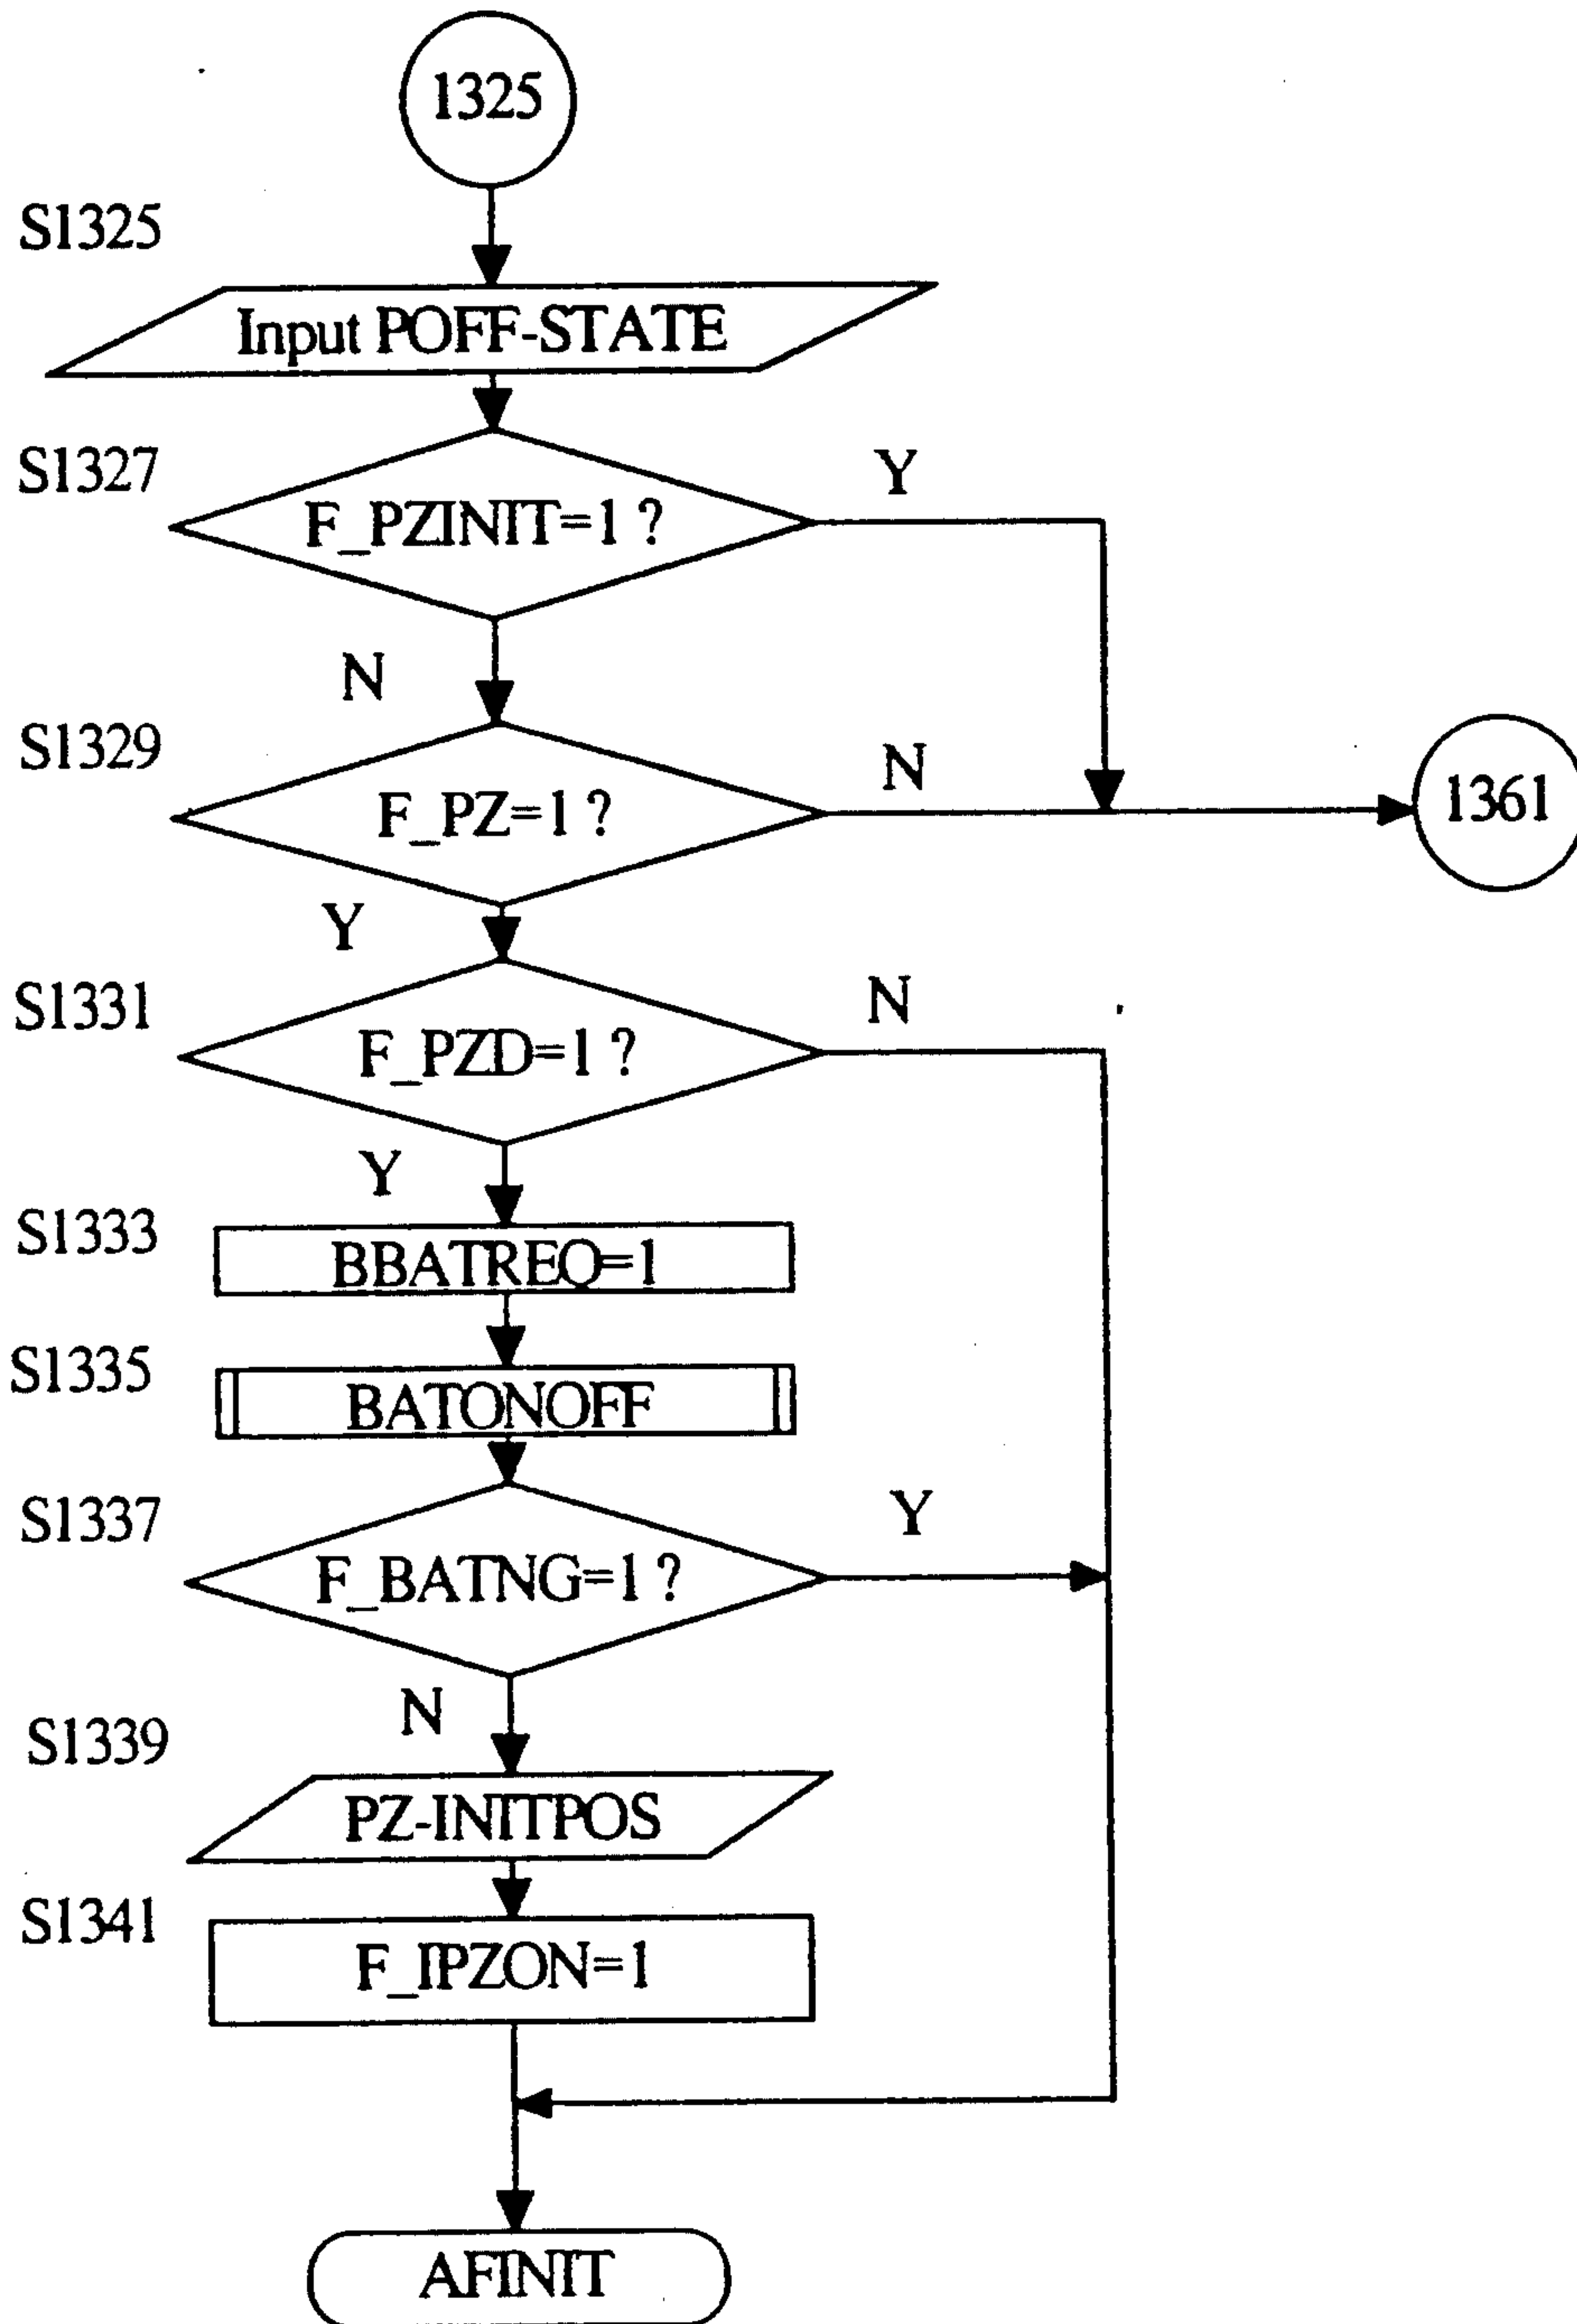 1325
S1325
Input POFF-STATE
S1327
F_PZINIT=1 ?
Y
N
S1329
F_PZ=1 ?
N
1361
Y
S1331
F_PZD=1 ?
N
Y
S1333
BBATREQ=1
S1335
BATONOFF
S1337
F_BATNG=1 ?
Y
N
S1339
PZ-INITPOS
S1341
F_IPZON=1
AFINIT